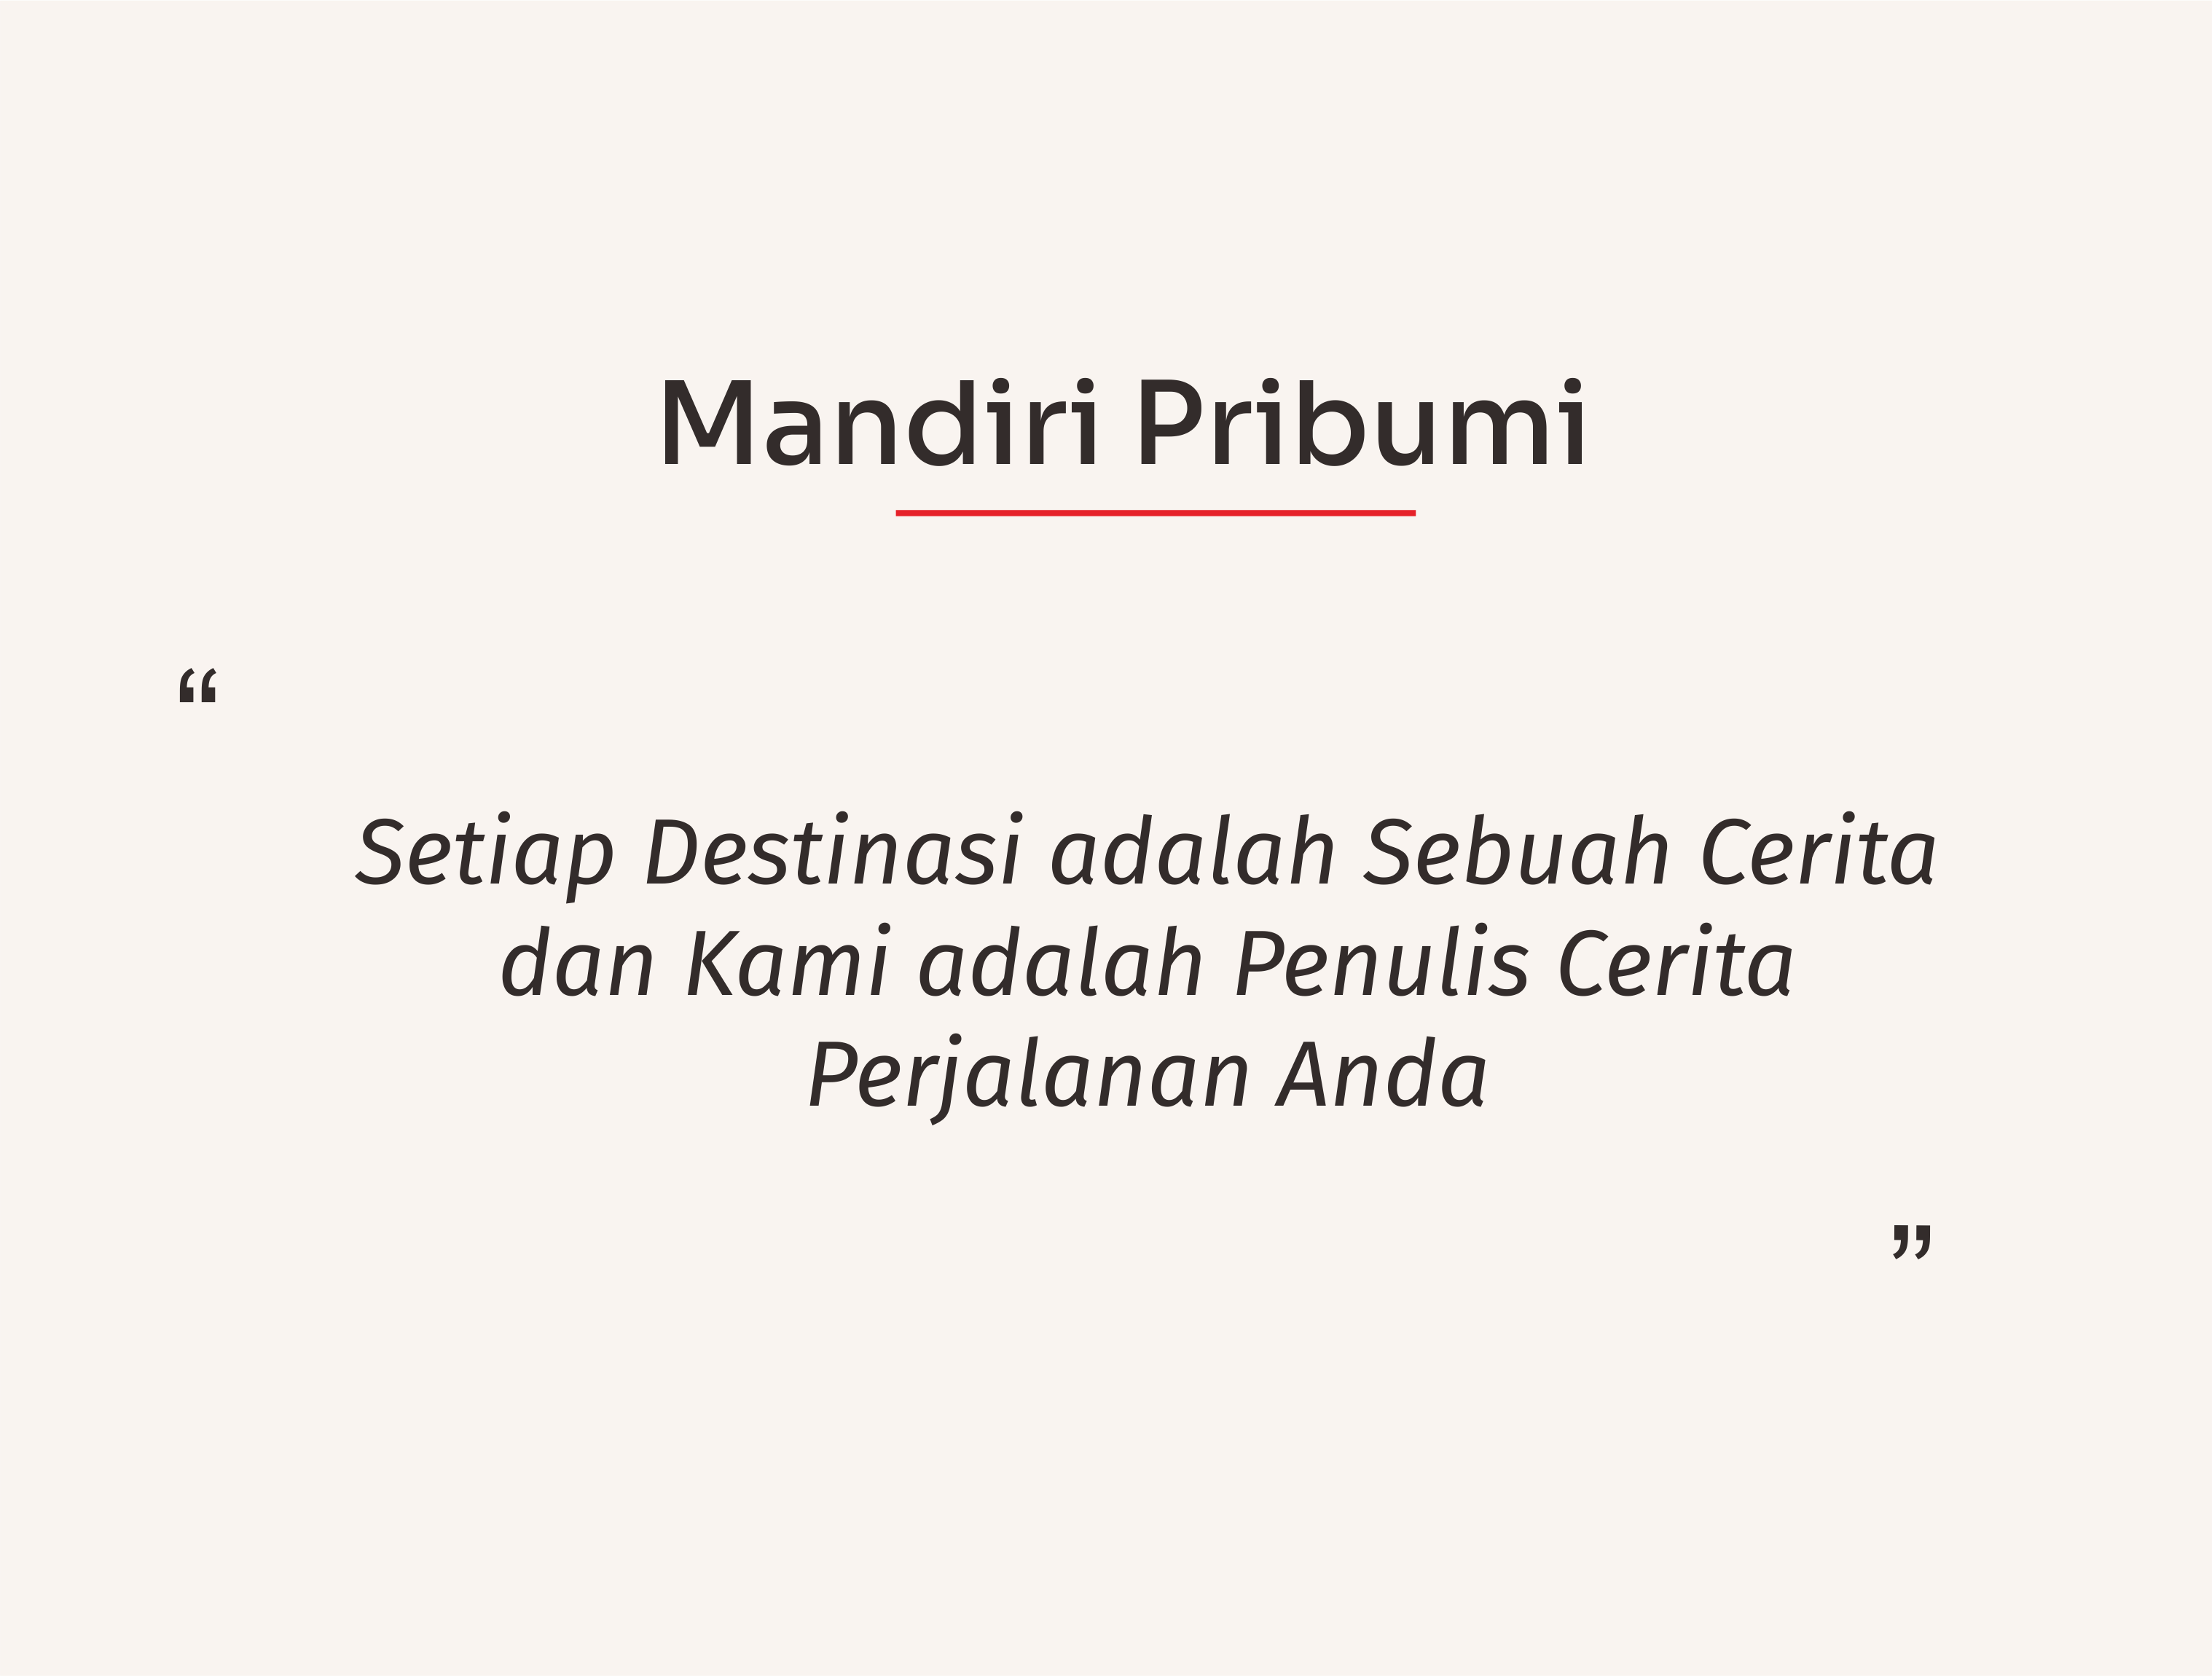 Mandiri Pribumi
“
Setiap Destinasi adalah Sebuah Cerita
dan Kami adalah Penulis Cerita
Perjalanan Anda
”